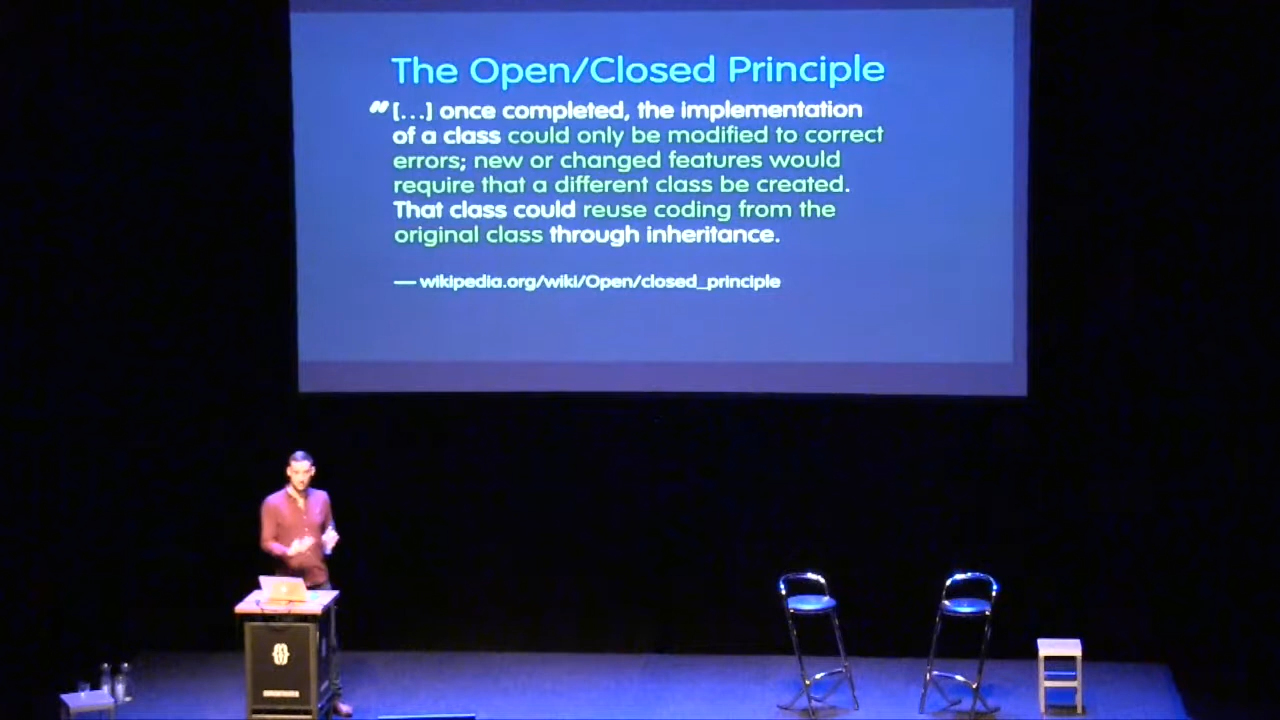 The Open/Closed Principle
“ […] once completed, the implementation
of a class could only be modified to correct
errors; new or changed features would
require that a different class be created.
That class could reuse coding from the
original class through inheritance.
— wikipedia.org/wiki/Open/closed_principle